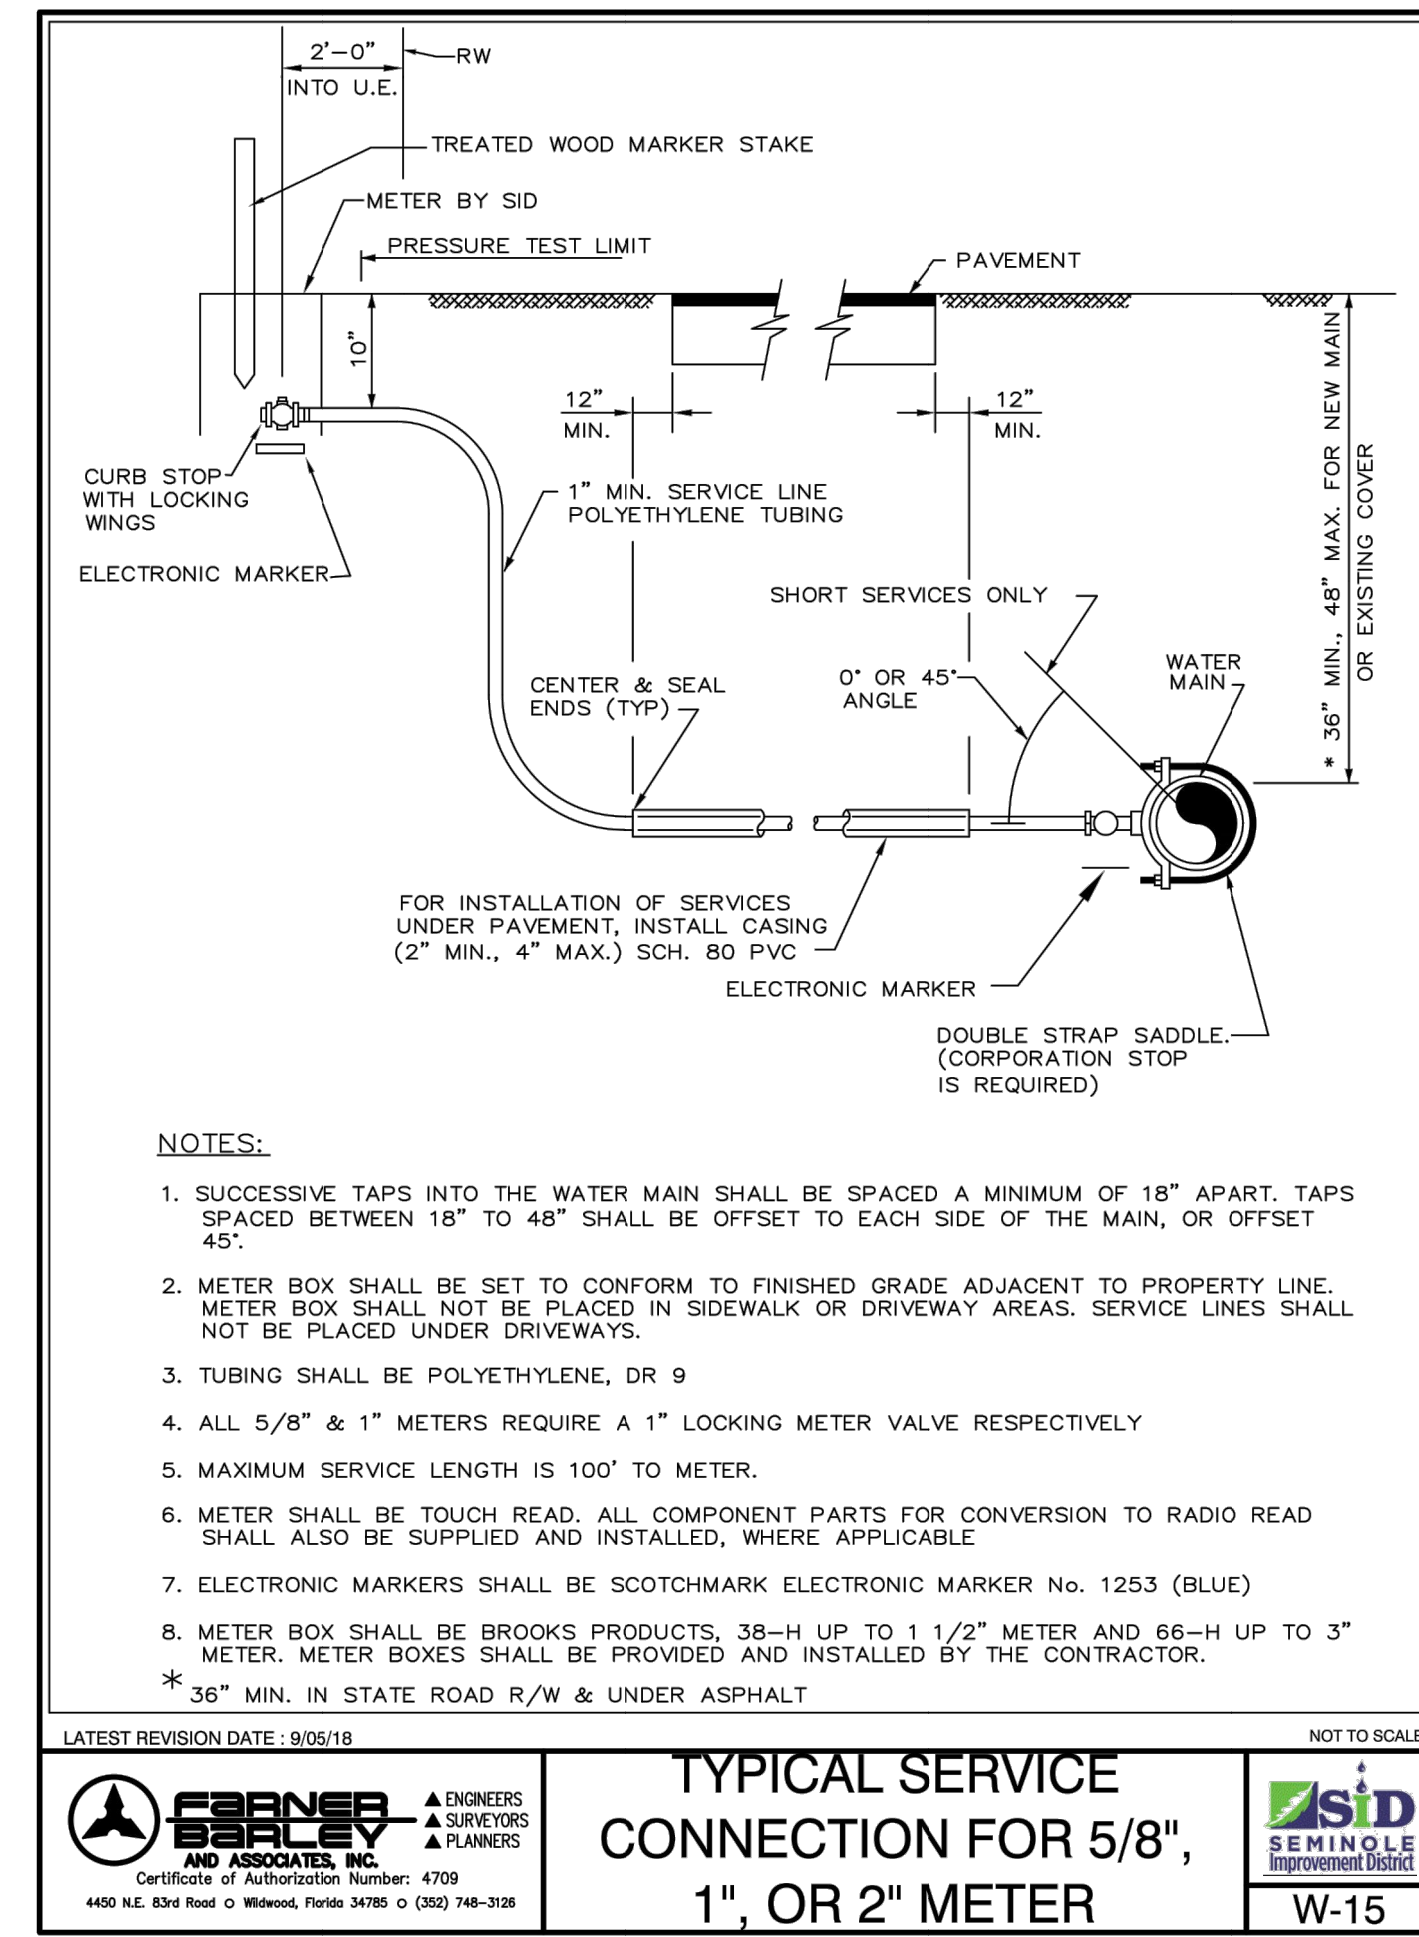 2'-0"
RW
INTO U.E.
TREATED WOOD MARKER STAKE
METER BY SID
PRESSURE TEST LIMIT
PAVEMENT
10"
12"
MIN.
12"
MIN.
CURB STOP
WITH LOCKING
WINGS
1" MIN. SERVICE LINE
POLYETHYLENE TUBING
ELECTRONIC MARKER
* 36" MIN., 48" MAX. FOR NEW MAIN
OR EXISTING COVER
SHORT SERVICES ONLY
WATER
MAIN
0° OR 45°
ANGLE
CENTER & SEAL
ENDS (TYP)
FOR INSTALLATION OF SERVICES
UNDER PAVEMENT, INSTALL CASING
(2" MIN., 4" MAX.) SCH. 80 PVC
ELECTRONIC MARKER
DOUBLE STRAP SADDLE.
(CORPORATION STOP
IS REQUIRED)
NOTES:
1. SUCCESSIVE TAPS INTO THE WATER MAIN SHALL BE SPACED A MINIMUM OF 18" APART. TAPS
SPACED BETWEEN 18" TO 48" SHALL BE OFFSET TO EACH SIDE OF THE MAIN, OR OFFSET
45°.
2. METER BOX SHALL BE SET TO CONFORM TO FINISHED GRADE ADJACENT TO PROPERTY LINE.
METER BOX SHALL NOT BE PLACED IN SIDEWALK OR DRIVEWAY AREAS. SERVICE LINES SHALL
NOT BE PLACED UNDER DRIVEWAYS.
3. TUBING SHALL BE POLYETHYLENE, DR 9
4. ALL 5/8" & 1" METERS REQUIRE A 1" LOCKING METER VALVE RESPECTIVELY
5. MAXIMUM SERVICE LENGTH IS 100' TO METER.
6. METER SHALL BE TOUCH READ. ALL COMPONENT PARTS FOR CONVERSION TO RADIO READ
SHALL ALSO BE SUPPLIED AND INSTALLED, WHERE APPLICABLE
7. ELECTRONIC MARKERS SHALL BE SCOTCHMARK ELECTRONIC MARKER No. 1253 (BLUE)
8. METER BOX SHALL BE BROOKS PRODUCTS, 38-H UP TO 1 1/2" METER AND 66-H UP TO 3"
METER. METER BOXES SHALL BE PROVIDED AND INSTALLED BY THE CONTRACTOR.
* 36" MIN. IN STATE ROAD R/W & UNDER ASPHALT
LATEST REVISION DATE : 9/05/18
NOT TO SCALE
FARNER
BARLEY
AND ASSOCIATES, INC.
ENGINEERS
SURVEYORS
PLANNERS
Certificate of Authorization Number: 4709
4450 N.E. 83rd Road o Wildwood, Florida 34785 o (352) 748-3126
TYPICAL SERVICE
CONNECTION FOR 5/8",
1", OR 2" METER
SID
SEMINOLE
Improvement District
W-15